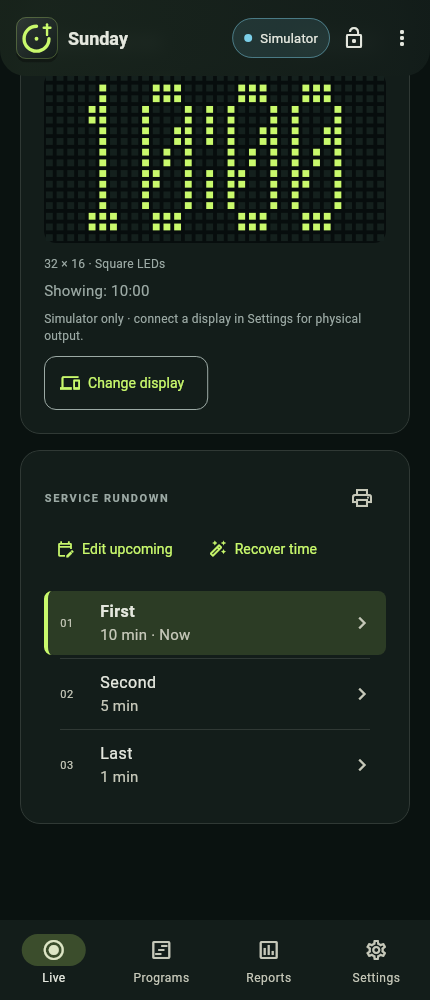 Sunday
Simulator
10:00
32 × 16 · Square LEDs
Showing: 10:00
Simulator only · connect a display in Settings for physical
output.
Change display
SERVICE RUNDOWN
Edit upcoming
Recover time
01
First
10 min · Now
02
Second
5 min
03
Last
1 min
Live
Programs
Reports
Settings